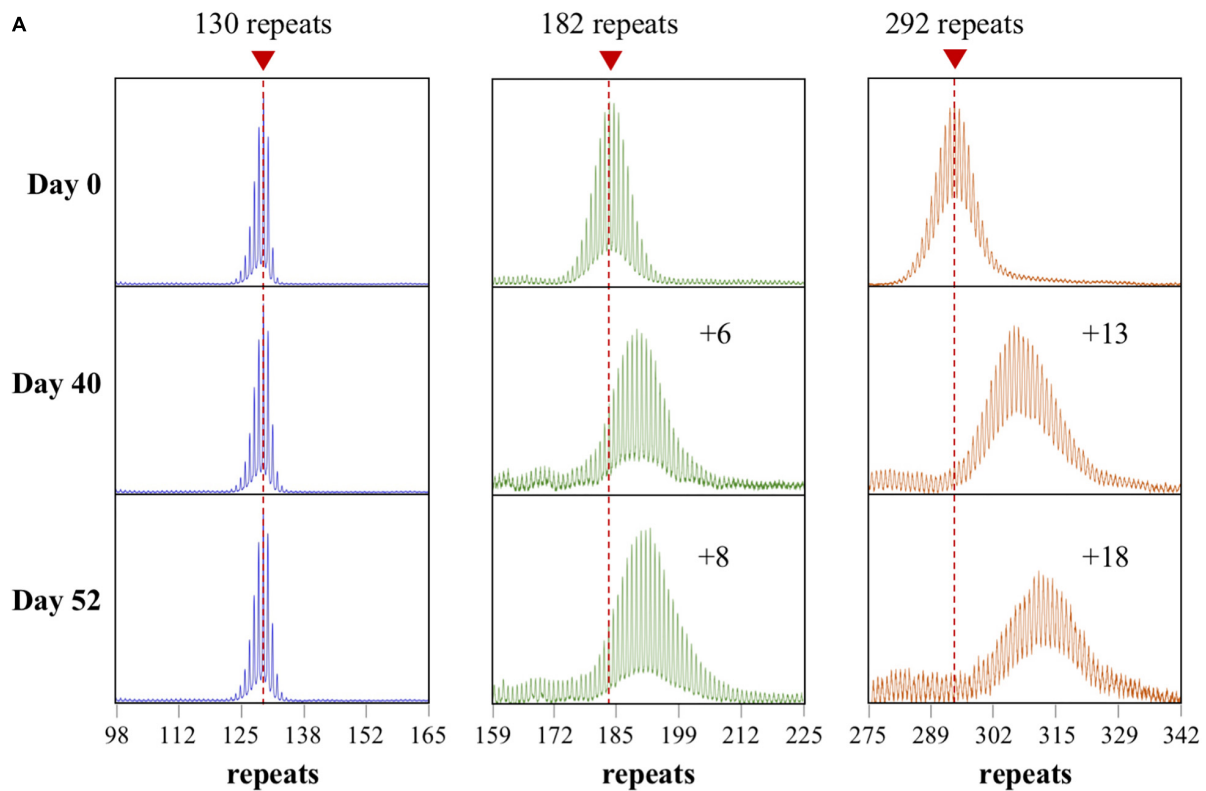 A
130 repeats 182 repeats 292 repeats
Day 0
+6 +13
Day 40
+8 +18
Day 52
98 112 125 138 152 165 159 172 185 199 212 225 275 289 302 315 329 342
repeats repeats repeats